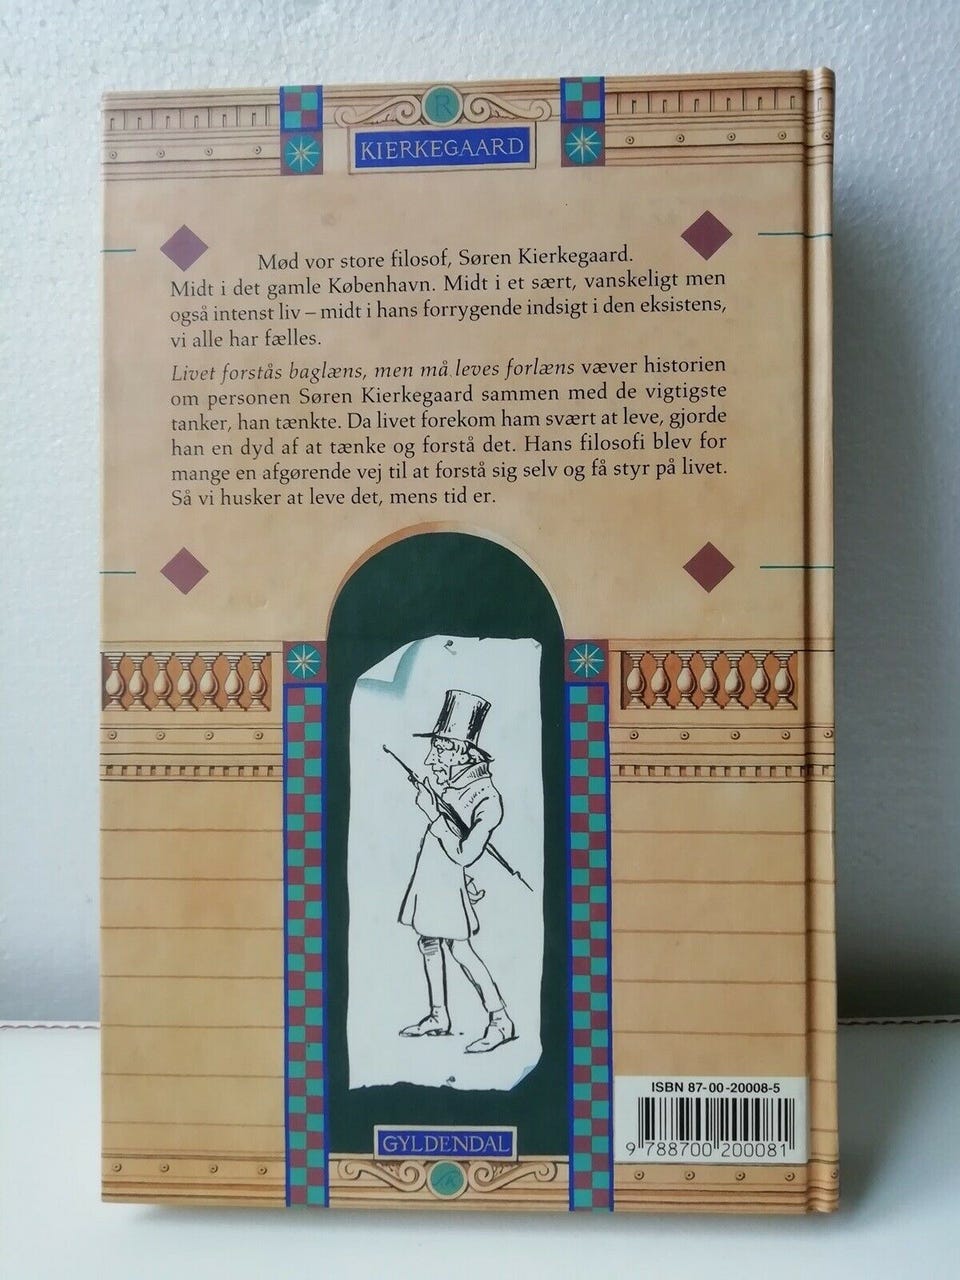 R
KIERKEGAARD
Mød vor store filosof, Søren Kierkegaard.
Midt i det gamle København. Midt i et sært, vanskeligt men
også intenst liv – midt i hans forrygende indsigt i den eksistens,
vi alle har fælles.
Livet forstås baglæns, men må leves forlæns væver historien
om personen Søren Kierkegaard sammen med de vigtigste
tanker, han tænkte. Da livet forekom ham svært at leve, gjorde
han en dyd af at tænke og forstå det. Hans filosofi blev for
mange en afgørende vej til at forstå sig selv og få styr på livet.
Så vi husker at leve det, mens tid er.
ISBN 87-00-20008-5
9 788700 200081
GYLDENDAL